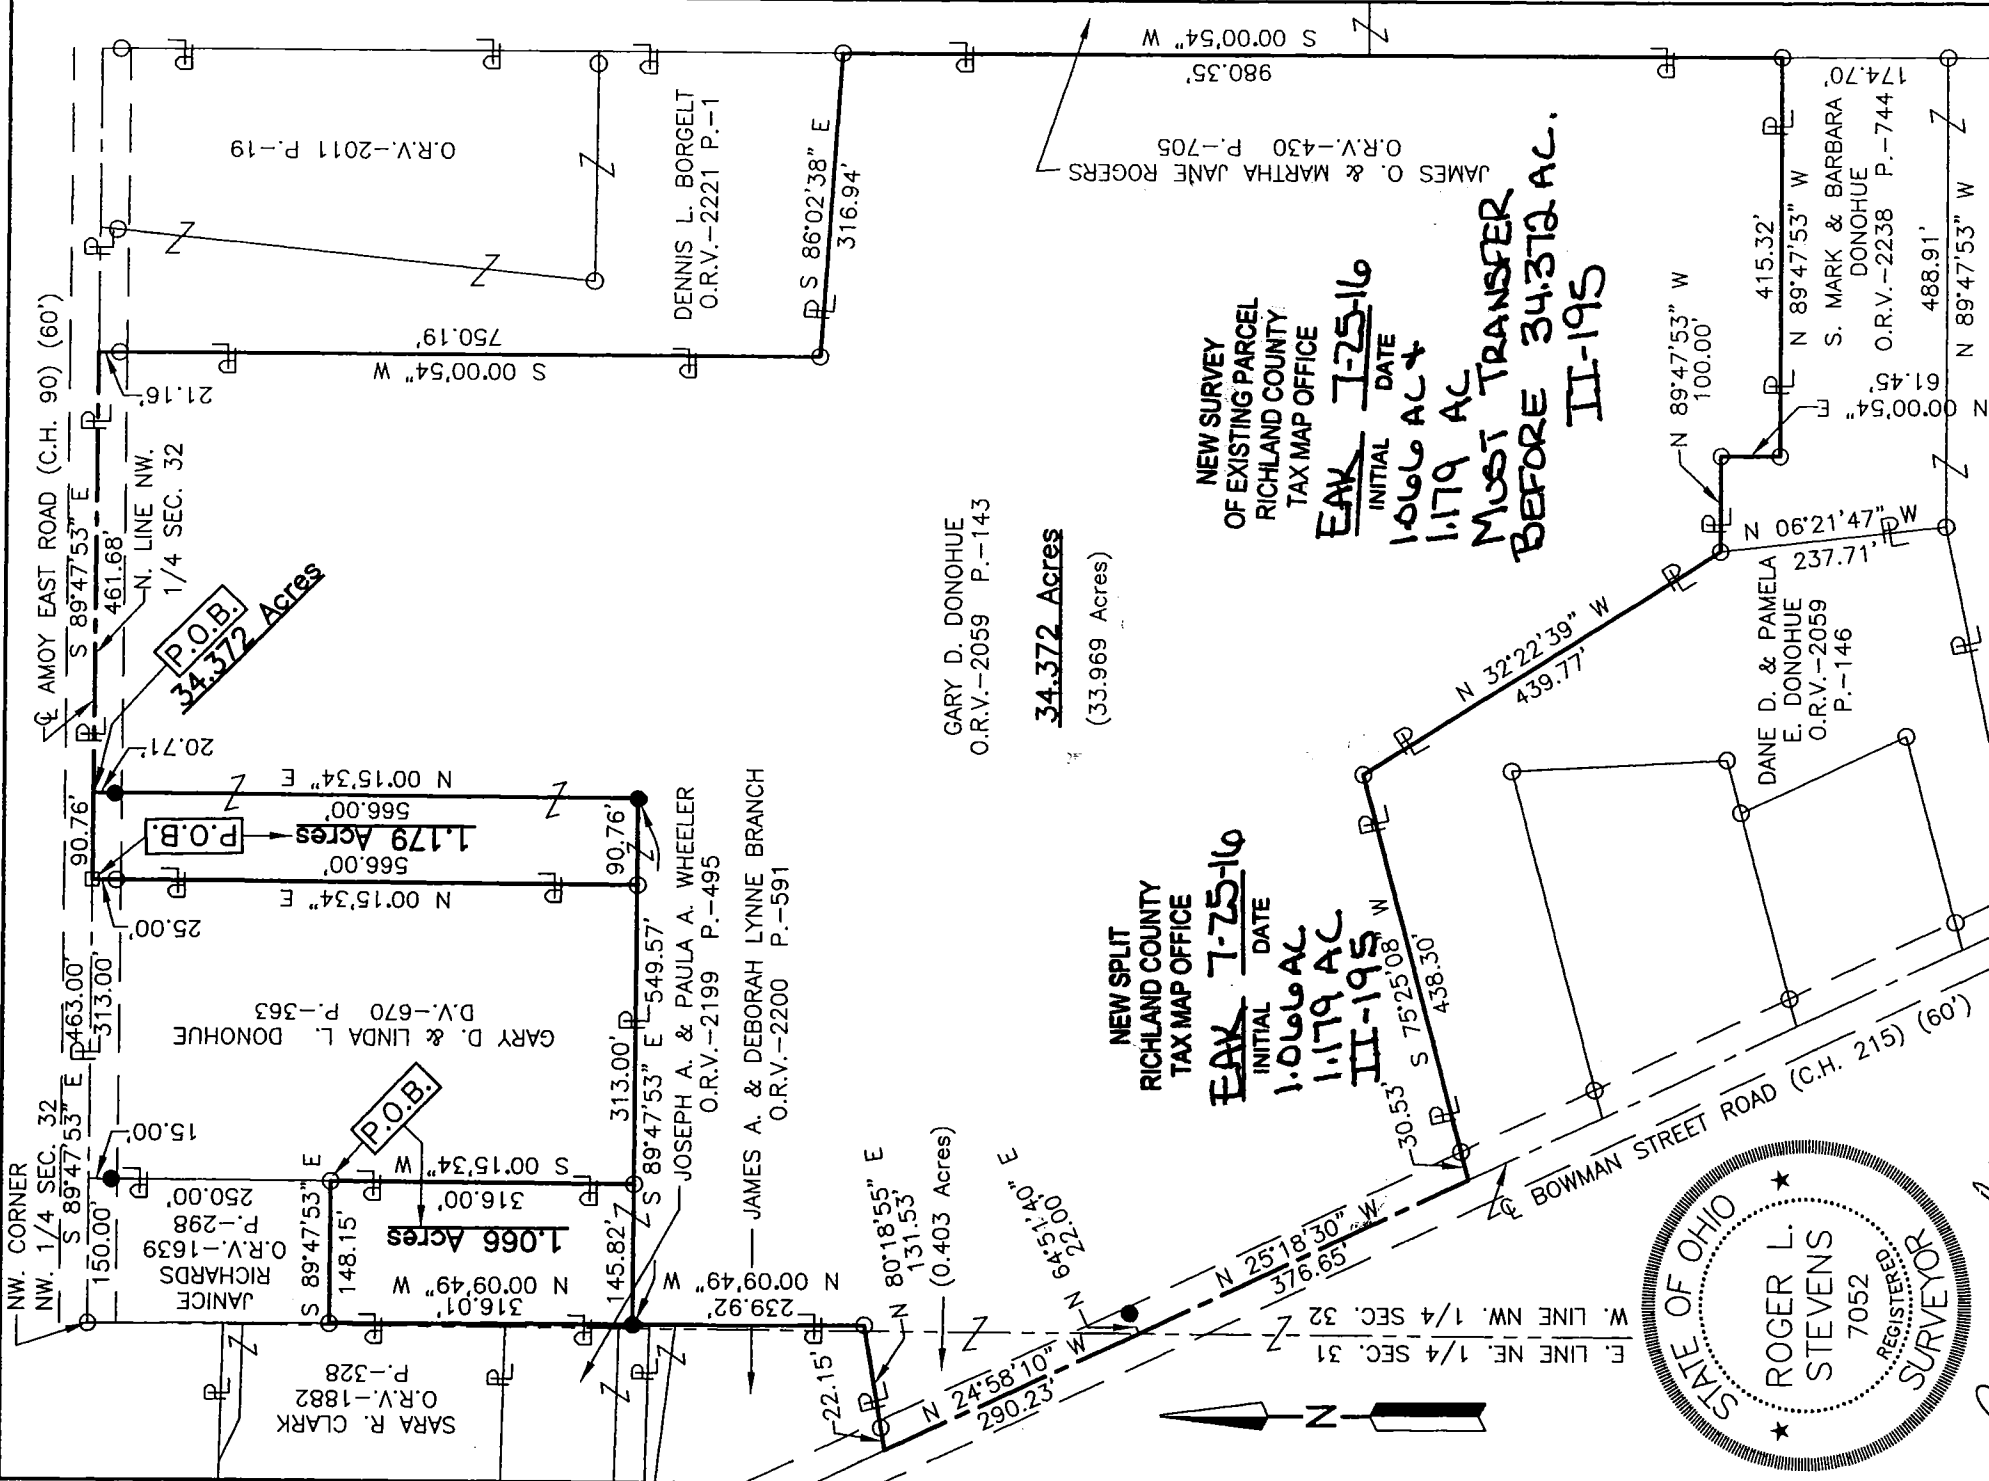 NW. CORNER
NW. 1/4 SEC. 32
S 89°47'53" E
463.00'
150.00'
313.00'
15.00'
25.00'
90.76'
20.71'
℄ AMOY EAST ROAD (C.H. 90) (60')
S 89°47'53" E
461.68'
N. LINE NW.
1/4 SEC. 32
21.16'
P.O.B.
34.372 Acres
SARA R. CLARK
O.R.V.-1882
P.-328
JANICE
RICHARDS
O.R.V.-1639
P.-298
250.00'
S 89°47'53" E
148.15'
N 00°09'49" W
316.01'
1.066 Acres
S 00°15'34" W
316.00'
145.82'
P.O.B.
GARY D. & LINDA L. DONOHUE
D.V.-670 P.-363
313.00'
S 89°47'53" E 549.57'
N 00°15'34" E
566.00'
P.O.B.
1.179 Acres
566.00'
N 00°15'34" E
90.76'
JOSEPH A. & PAULA A. WHEELER
O.R.V.-2199 P.-495
JAMES A. & DEBORAH LYNNE BRANCH
O.R.V.-2200 P.-591
N 00°09'49" W
239.92'
N 80°18'55" E
131.53'
22.15'
(0.403 Acres)
N 64°51'40" E
22.00'
N 24°58'10" W
290.23'
N 25°18'30" W
376.65'
W. LINE NW. 1/4 SEC. 32
E. LINE NE. 1/4 SEC. 31
N
O.R.V.-2011 P.-19
DENNIS L. BORGELT
O.R.V.-2221 P.-1
S 00°00'54" W
750.19'
S 86°02'38" E
316.94'
S 00°00'54" W
980.35'
JAMES O. & MARTHA JANE ROGERS
O.R.V.-430 P.-705
GARY D. DONOHUE
O.R.V.-2059 P.-143
34.372 Acres
(33.969 Acres)
NEW SURVEY
OF EXISTING PARCEL
RICHLAND COUNTY
TAX MAP OFFICE
EAK 7-25-16
INITIAL DATE
1.066 AC +
1.179 AC
MUST TRANSFER
BEFORE 34.372 AC.
II-195
NEW SPLIT
RICHLAND COUNTY
TAX MAP OFFICE
EAK 7-25-16
INITIAL DATE
1.066 AC
1.179 AC
II-195
30.53'
S 75°25'08" W
438.30'
N 32°22'39" W
439.77'
N 89°47'53" W
100.00'
N 00°00'54" E
61.45'
415.32'
N 89°47'53" W
S. MARK & BARBARA
DONOHUE
O.R.V.-2238 P.-744
174.70'
488.91'
N 89°47'53" W
N 06°21'47" W
237.71'
DANE D. & PAMELA
E. DONOHUE
O.R.V.-2059
P.-146
℄ BOWMAN STREET ROAD (C.H. 215) (60')
STATE OF OHIO
ROGER L.
STEVENS
7052
REGISTERED
SURVEYOR